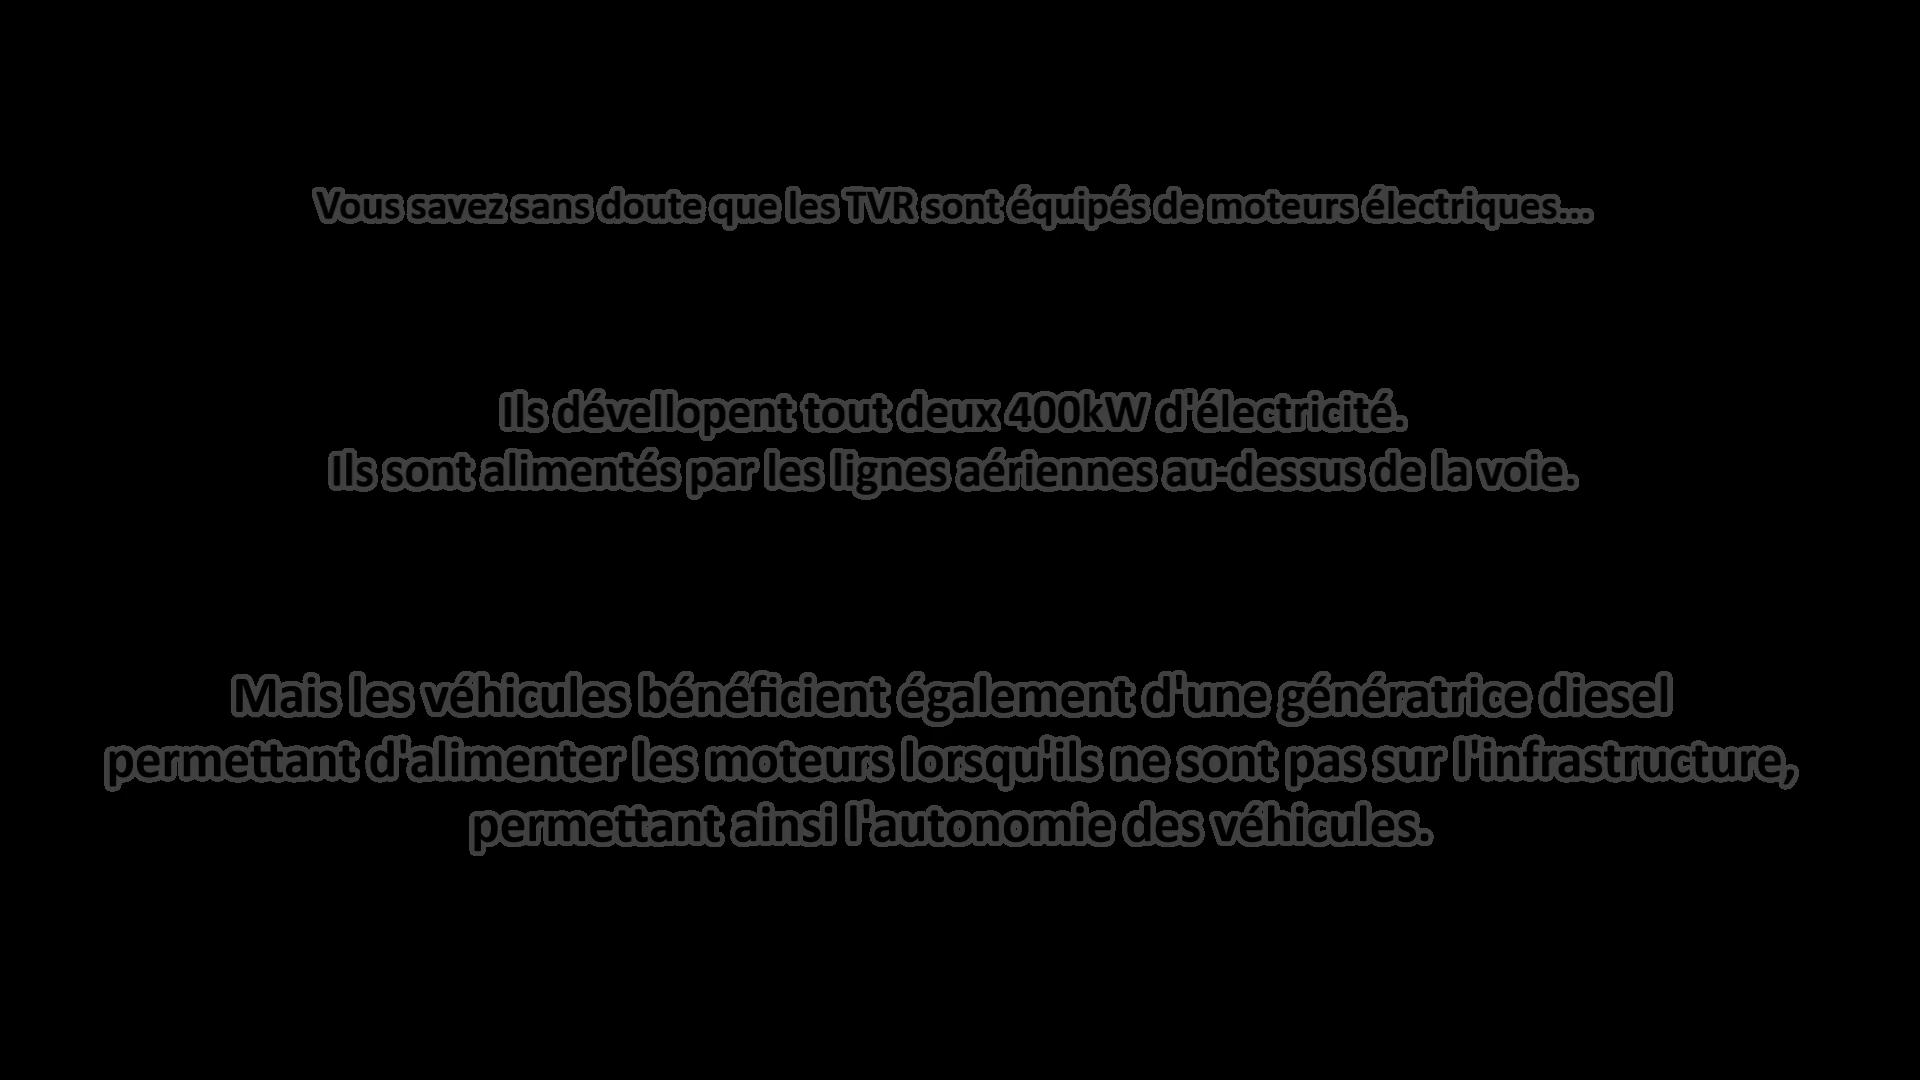 Vous savez sans doute que les TVR sont équipés de moteurs électriques...
Ils dévellopent tout deux 400kW d'électricité.
Ils sont alimentés par les lignes aériennes au-dessus de la voie.
Mais les véhicules bénéficient également d'une génératrice diesel
permettant d'alimenter les moteurs lorsqu'ils ne sont pas sur l'infrastructure,
permettant ainsi l'autonomie des véhicules.